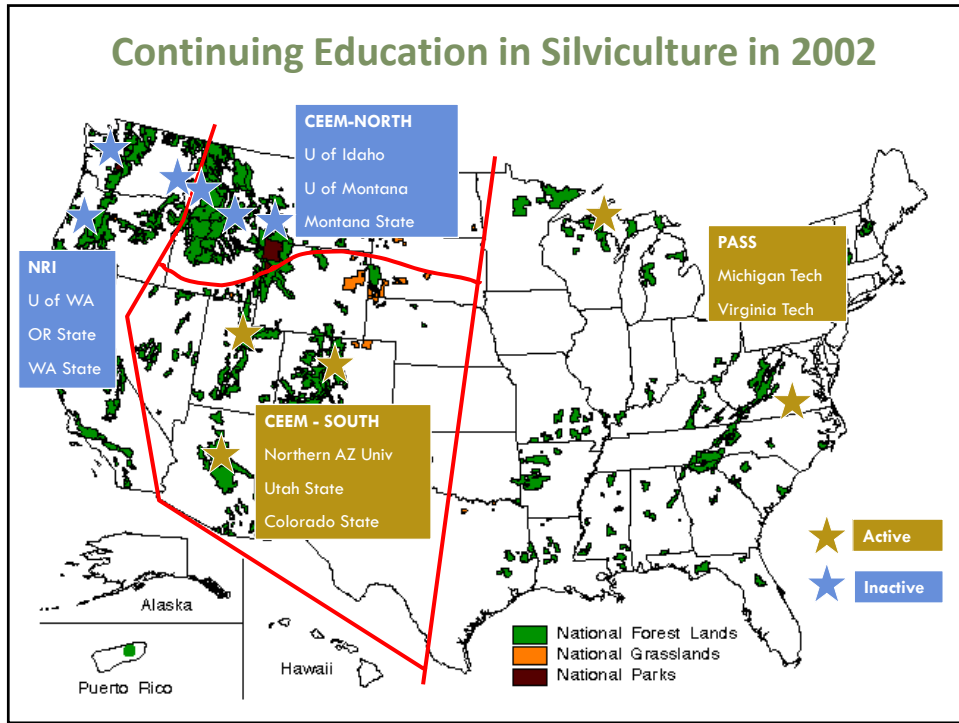 Continuing Education in Silviculture in 2002
CEEM-NORTH
U of Idaho
U of Montana
Montana State
NRI
U of WA
OR State
WA State
PASS
Michigan Tech
Virginia Tech
CEEM - SOUTH
Northern AZ Univ
Utah State
Colorado State
Active
Inactive
Alaska
Puerto Rico
Hawaii
National Forest Lands
National Grasslands
National Parks